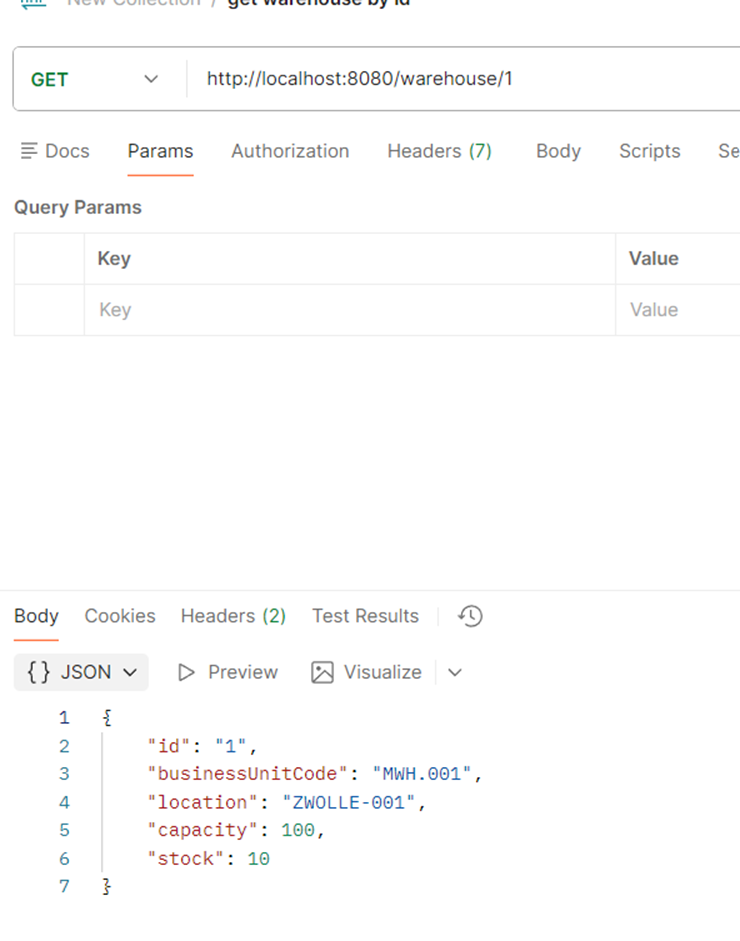 New Collection / get warehouse by id
GET http://localhost:8080/warehouse/1
Docs Params Authorization Headers (7) Body Scripts Se
Query Params
Key Value
Key Value
Body Cookies Headers (2) Test Results
{} JSON Preview Visualize
1 {
2 "id": "1",
3 "businessUnitCode": "MWH.001",
4 "location": "ZWOLLE-001",
5 "capacity": 100,
6 "stock": 10
7 }